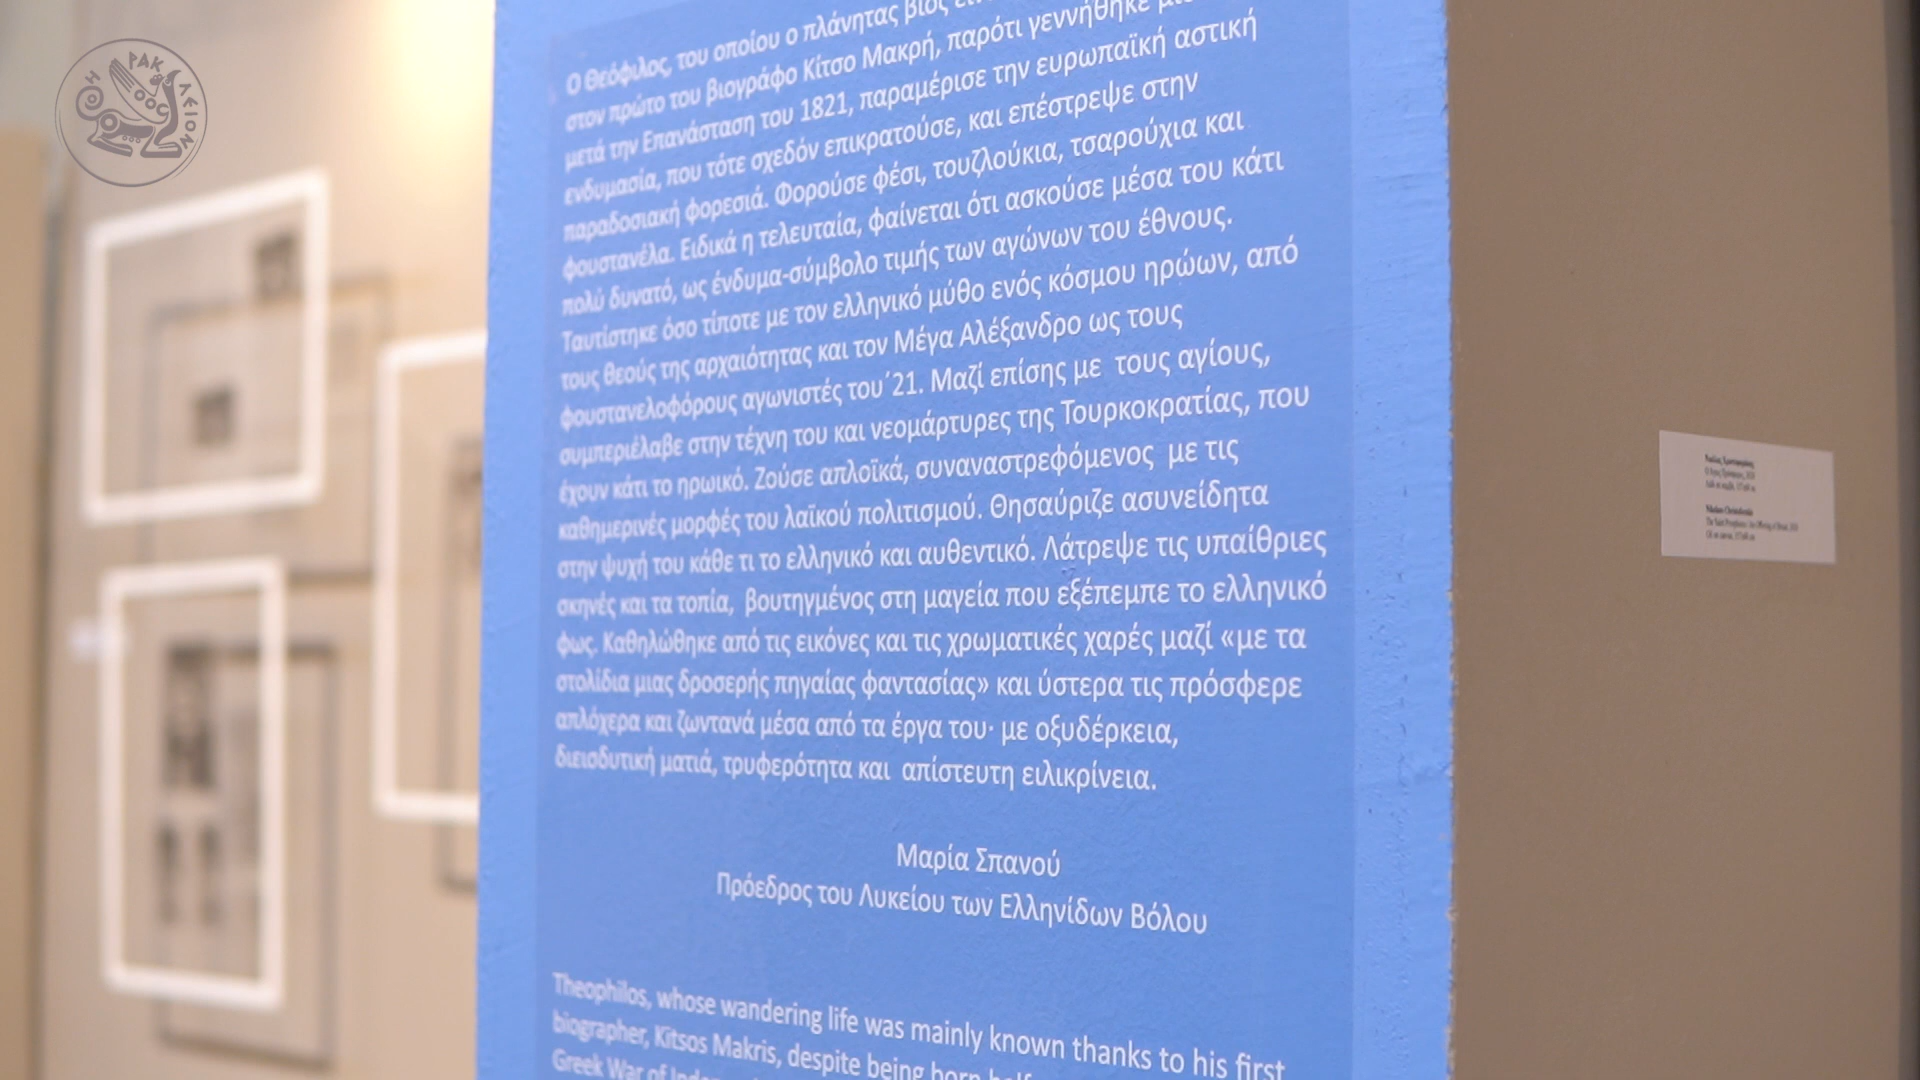 ΗΡΑΚΛΕΙΟΝ
Ο Θεόφιλος, του οποίου ο πλάνητας βίος
στον πρώτο του βιογράφο Κίτσο Μακρή, παρότι γεννήθηκε
μετά την Επανάσταση του 1821, παραμέρισε την ευρωπαϊκή αστική
ενδυμασία, που τότε σχεδόν επικρατούσε, και επέστρεψε στην
παραδοσιακή φορεσιά. Φορούσε φέσι, τουζλούκια, τσαρούχια και
φουστανέλα. Ειδικά η τελευταία, φαίνεται ότι ασκούσε μέσα του κάτι
πολύ δυνατό, ως ένδυμα-σύμβολο τιμής των αγώνων του έθνους.
Ταυτίστηκε όσο τίποτε με τον ελληνικό μύθο ενός κόσμου ηρώων, από
τους θεούς της αρχαιότητας και τον Μέγα Αλέξανδρο ως τους
φουστανελοφόρους αγωνιστές του΄21. Μαζί επίσης με τους αγίους,
συμπεριέλαβε στην τέχνη του και νεομάρτυρες της Τουρκοκρατίας, που
έχουν κάτι το ηρωικό. Ζούσε απλοϊκά, συναναστρεφόμενος με τις
καθημερινές μορφές του λαϊκού πολιτισμού. Θησαύριζε ασυνείδητα
στην ψυχή του κάθε τι το ελληνικό και αυθεντικό. Λάτρεψε τις υπαίθριες
σκηνές και τα τοπία, βουτηγμένος στη μαγεία που εξέπεμπε το ελληνικό
φως. Καθηλώθηκε από τις εικόνες και τις χρωματικές χαρές μαζί «με τα
στολίδια μιας δροσερής πηγαίας φαντασίας» και ύστερα τις πρόσφερε
απλόχερα και ζωντανά μέσα από τα έργα του· με οξυδέρκεια,
διεισδυτική ματιά, τρυφερότητα και απίστευτη ειλικρίνεια.
Μαρία Σπανού
Πρόεδρος του Λυκείου των Ελληνίδων Βόλου
Theophilos, whose wandering life was mainly known thanks to his first
biographer, Kitsos Makris, despite being born
Greek War of